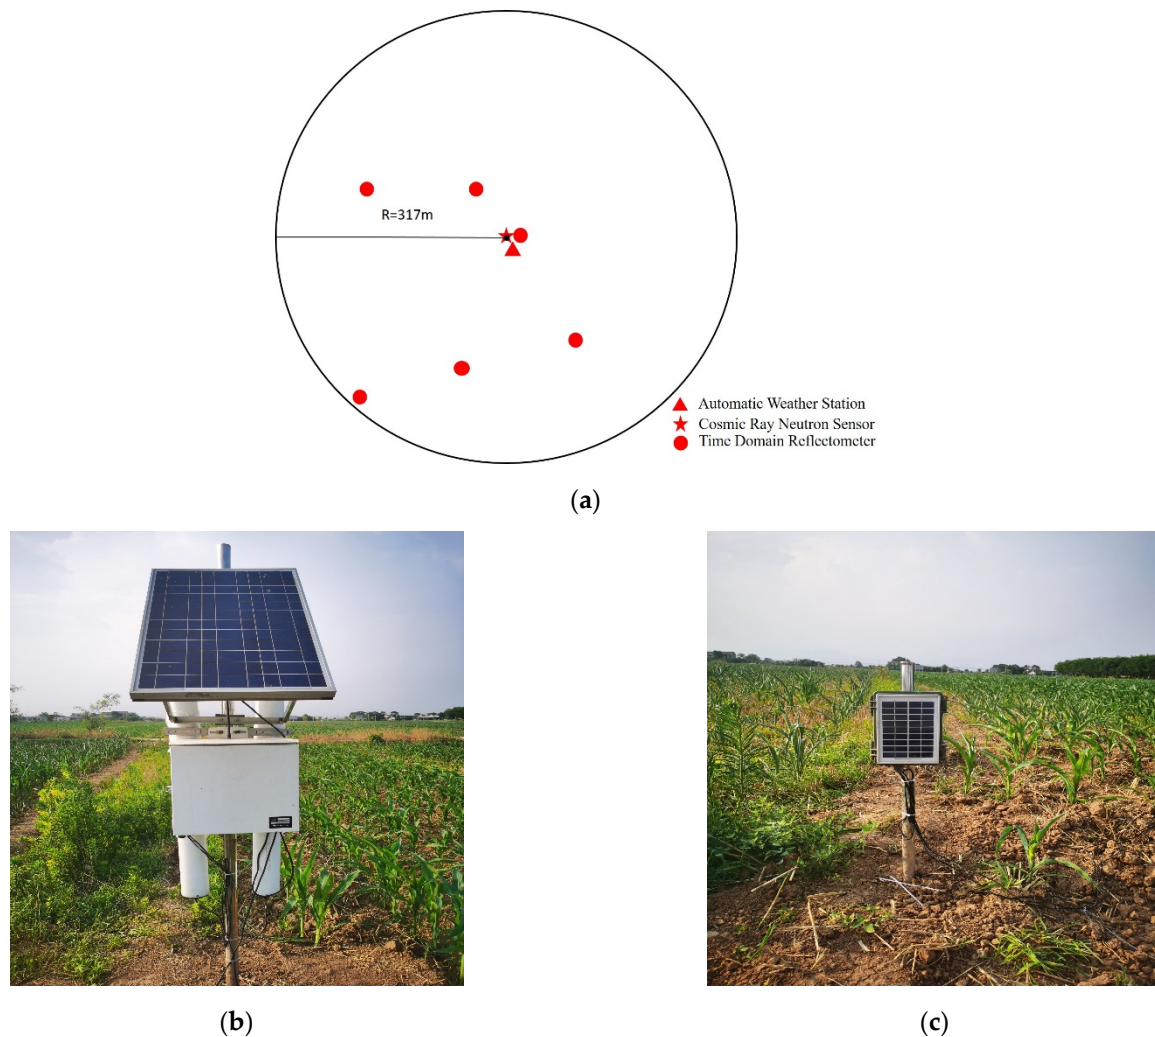 R=317m
Automatic Weather Station
Cosmic Ray Neutron Sensor
Time Domain Reflectometer
(a)
(b)
(c)